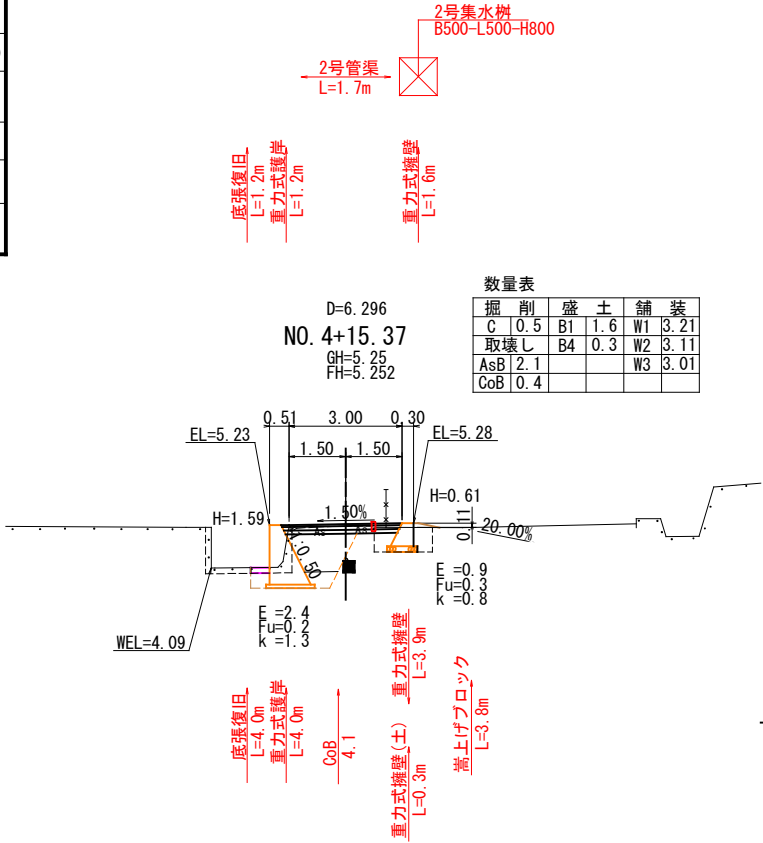 2号集水桝
B500-L500-H800
2号管渠
L=1.7m
底張復旧
L=1.2m
重力式護岸
L=1.2m
重力式擁壁
L=1.6m
D=6.296
NO.4+15.37
GH=5.25
FH=5.252
数量表
掘 削 盛 土 舗 装
C 0.5 B1 1.6 W1 3.21
取壊し B4 0.3 W2 3.11
AsB 2.1 W3 3.01
CoB 0.4
0.51 3.00 0.30
EL=5.23 EL=5.28
1.50 1.50
H=1.59 1.50% H=0.61
0.11
20.00%
As As
1:0.50
E =2.4
Fu=0.2
k =1.3
E =0.9
Fu=0.3
k =0.8
WEL=4.09
底張復旧
L=4.0m
重力式護岸
L=4.0m
CoB
4.1
重力式擁壁
L=3.9m
重力式擁壁(土)
L=0.3m
嵩上げブロック
L=3.8m